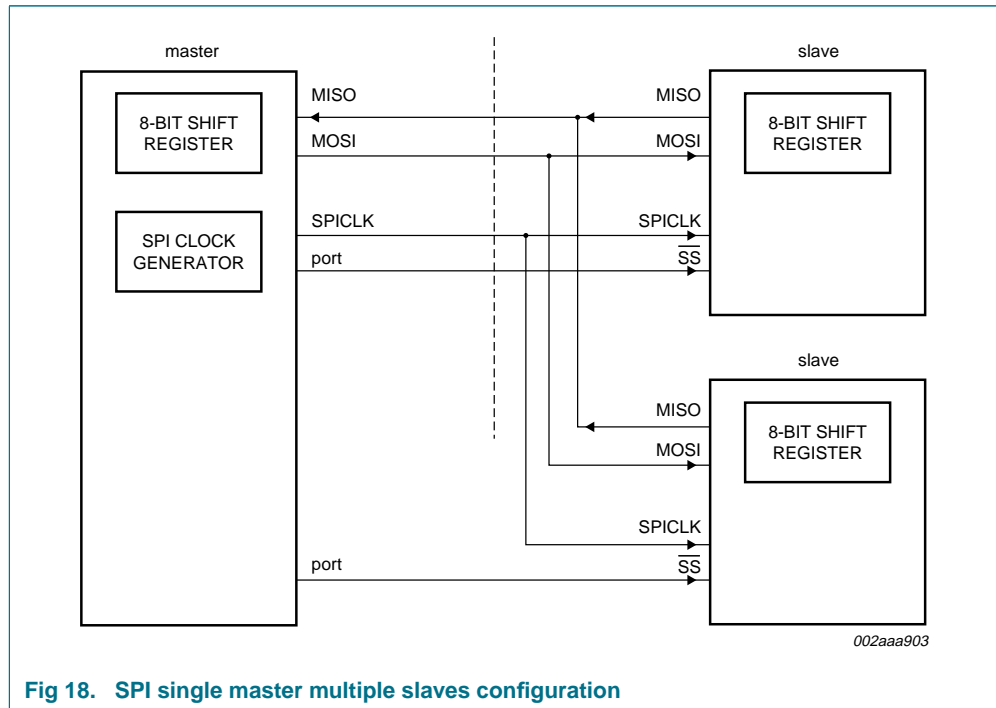 master
slave
MISO
MISO
8-BIT SHIFT
REGISTER
8-BIT SHIFT
REGISTER
MOSI
MOSI
SPICLK
SPICLK
SPI CLOCK
GENERATOR
port
SS
slave
MISO
8-BIT SHIFT
REGISTER
MOSI
SPICLK
port
SS
002aaa903
Fig 18. SPI single master multiple slaves configuration